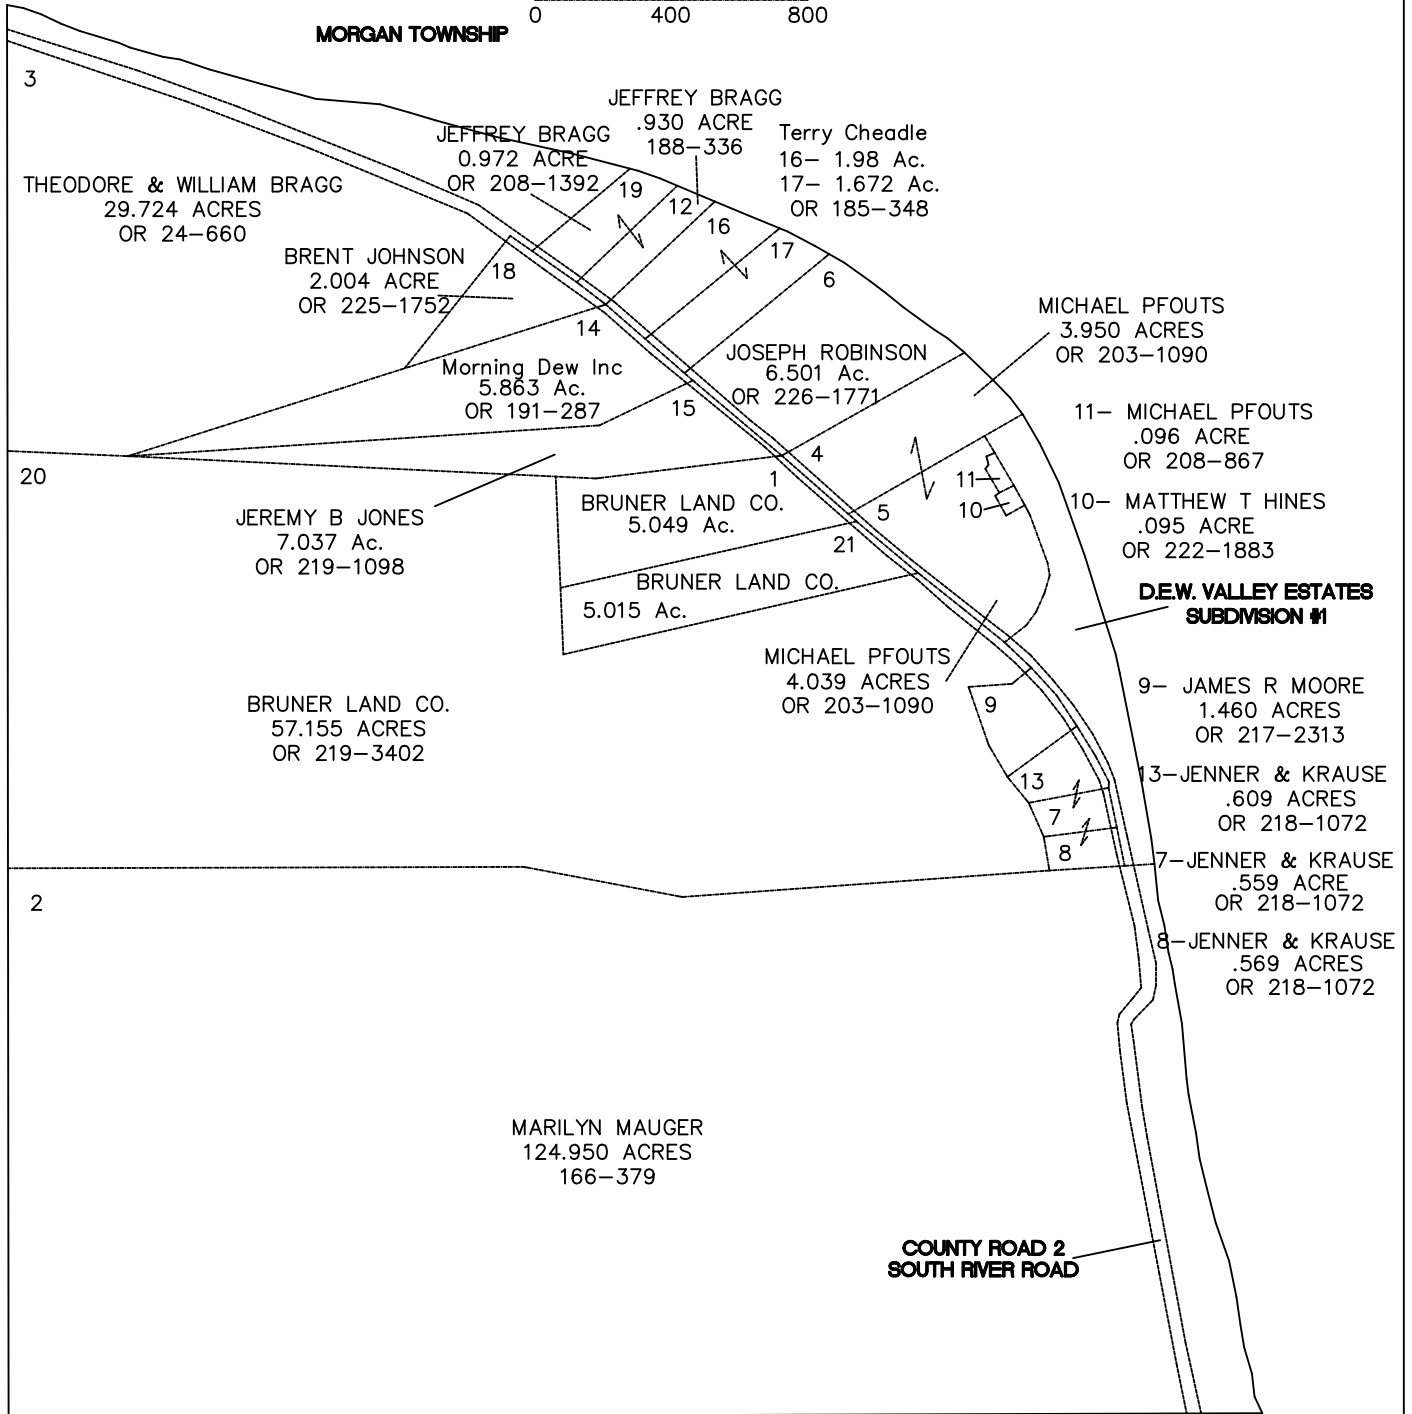 0 400 800
MORGAN TOWNSHIP
3
JEFFREY BRAGG
.930 ACRE
188-336
JEFFREY BRAGG
0.972 ACRE
OR 208-1392
Terry Cheadle
16- 1.98 Ac.
17- 1.672 Ac.
OR 185-348
THEODORE & WILLIAM BRAGG
29.724 ACRES
OR 24-660
19
12
16
17
6
BRENT JOHNSON
2.004 ACRE
OR 225-1752
18
14
MICHAEL PFOUTS
3.950 ACRES
OR 203-1090
JOSEPH ROBINSON
6.501 Ac.
OR 226-1771
Morning Dew Inc
5.863 Ac.
OR 191-287
15
11- MICHAEL PFOUTS
.096 ACRE
OR 208-867
4
20
1
11
10
5
10- MATTHEW T HINES
.095 ACRE
OR 222-1883
BRUNER LAND CO.
5.049 Ac.
JEREMY B JONES
7.037 Ac.
OR 219-1098
21
BRUNER LAND CO.
5.015 Ac.
D.E.W. VALLEY ESTATES
SUBDIVISION #1
MICHAEL PFOUTS
4.039 ACRES
OR 203-1090
9
9- JAMES R MOORE
1.460 ACRES
OR 217-2313
BRUNER LAND CO.
57.155 ACRES
OR 219-3402
13
13-JENNER & KRAUSE
.609 ACRES
OR 218-1072
7
8
7-JENNER & KRAUSE
.559 ACRE
OR 218-1072
2
8-JENNER & KRAUSE
.569 ACRES
OR 218-1072
MARILYN MAUGER
124.950 ACRES
166-379
COUNTY ROAD 2
SOUTH RIVER ROAD